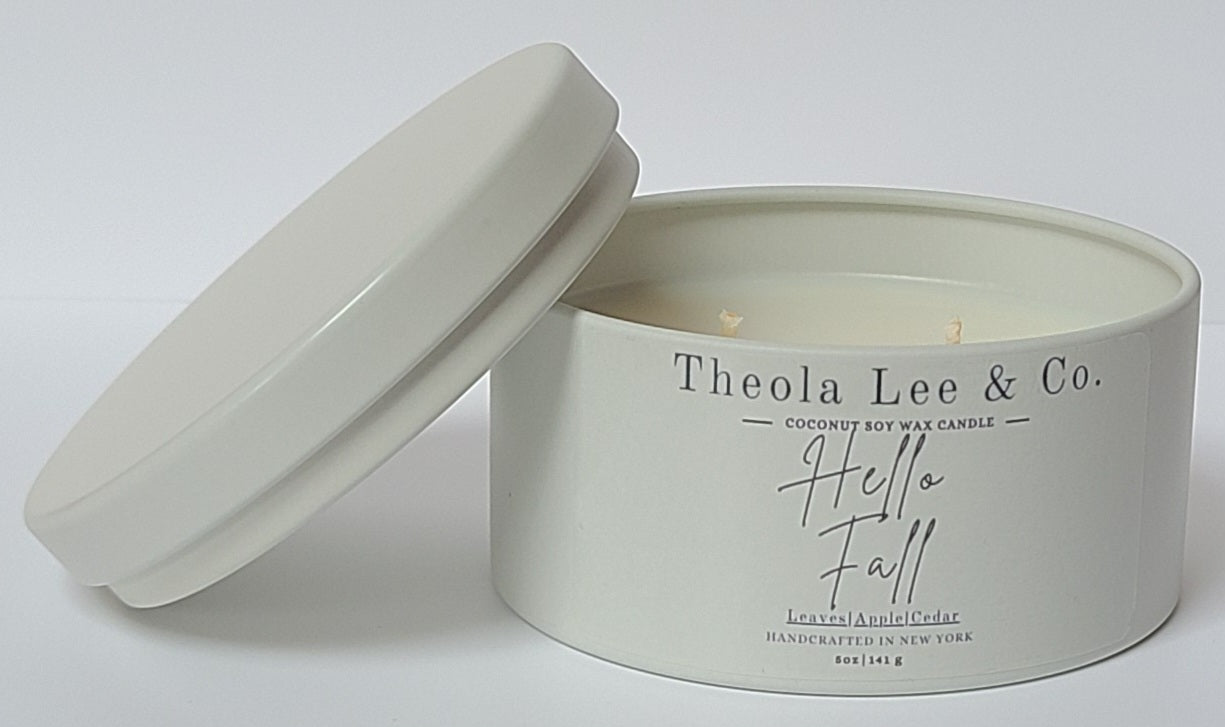 Theola Lee & Co.
COCONUT SOY WAX CANDLE
Hello
Fall
Leaves|Apple|Cedar
HANDCRAFTED IN NEW YORK
5oz|141 g